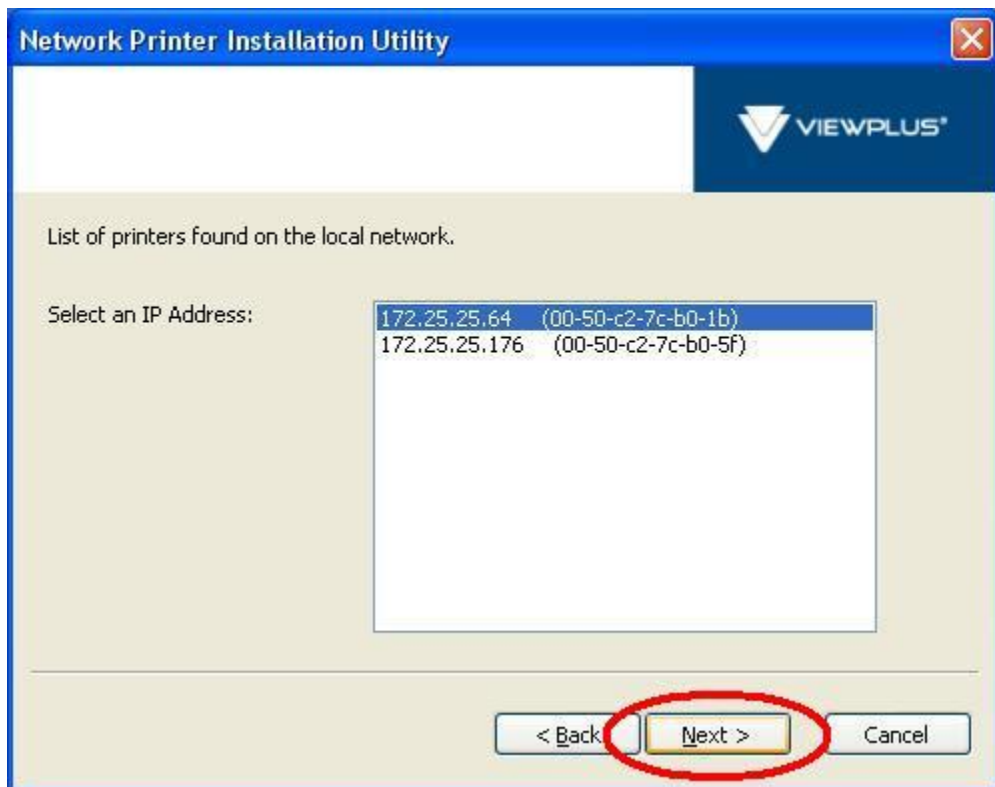 Network Printer Installation Utility
VIEWPLUS®
List of printers found on the local network.
Select an IP Address:
172.25.25.64 (00-50-c2-7c-b0-1b)
172.25.25.176 (00-50-c2-7c-b0-5f)
< Back
Next >
Cancel